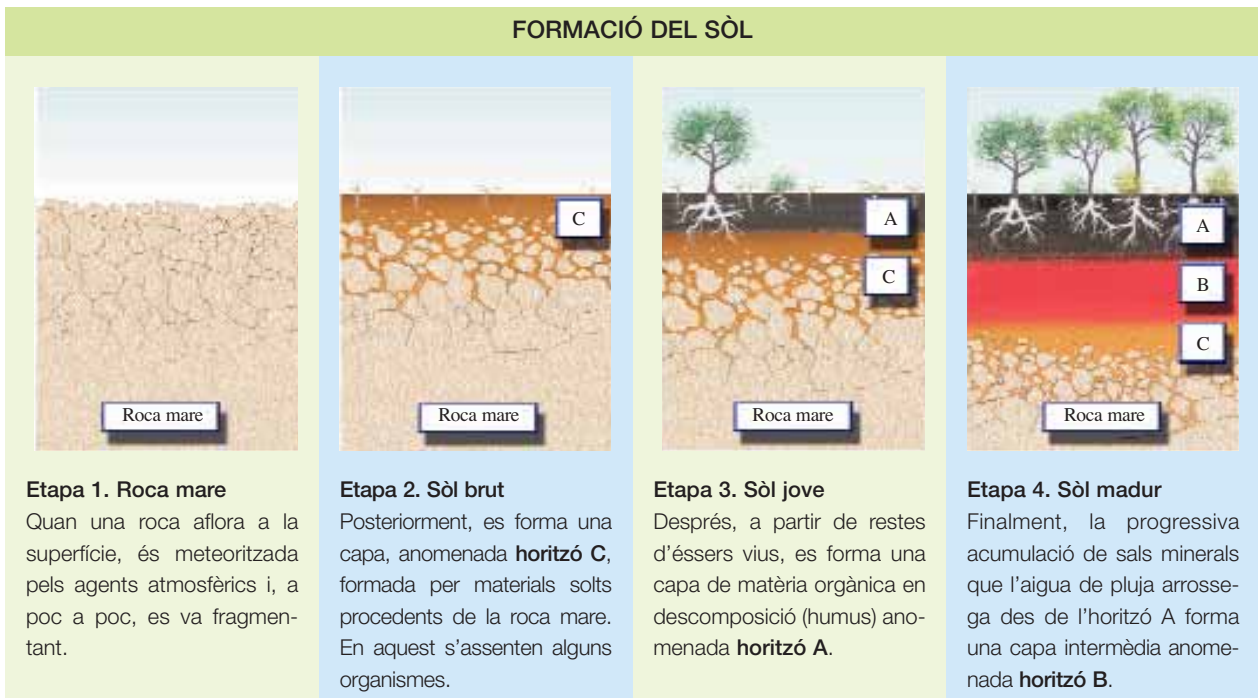 FORMACIÓ DEL SÒL
Roca mare
C
Roca mare
A
C
Roca mare
A
B
C
Roca mare
Etapa 1. Roca mare
Quan una roca aflora a la
superfície, és meteoritzada
pels agents atmosfèrics i, a
poc a poc, es va fragmen-
tant.
Etapa 2. Sòl brut
Posteriorment, es forma una
capa, anomenada horitzó C,
formada per materials solts
procedents de la roca mare.
En aquest s'assenten alguns
organismes.
Etapa 3. Sòl jove
Després, a partir de restes
d'éssers vius, es forma una
capa de matèria orgànica en
descomposició (humus) ano-
menada horitzó A.
Etapa 4. Sòl madur
Finalment, la progressiva
acumulació de sals minerals
que l'aigua de pluja arrosse-
ga des de l'horitzó A forma
una capa intermèdia anome-
nada horitzó B.